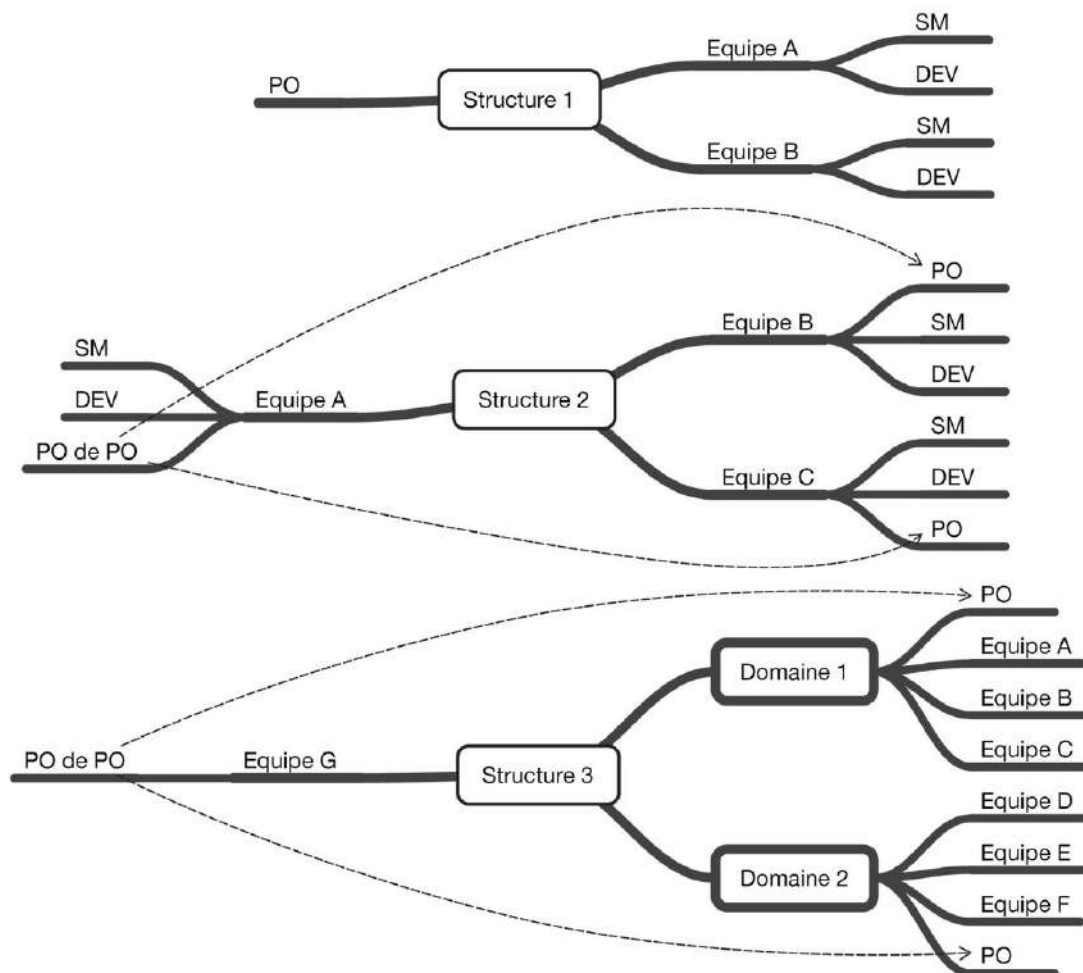 SM
Equipe A
PO
Structure 1
DEV
SM
Equipe B
DEV
PO
Equipe B
SM
SM
DEV
DEV
Equipe A
Structure 2
PO de PO
SM
Equipe C
DEV
PO
PO
Domaine 1
Equipe A
Equipe B
PO de PO
Equipe G
Structure 3
Equipe C
Equipe D
Domaine 2
Equipe E
Equipe F
PO